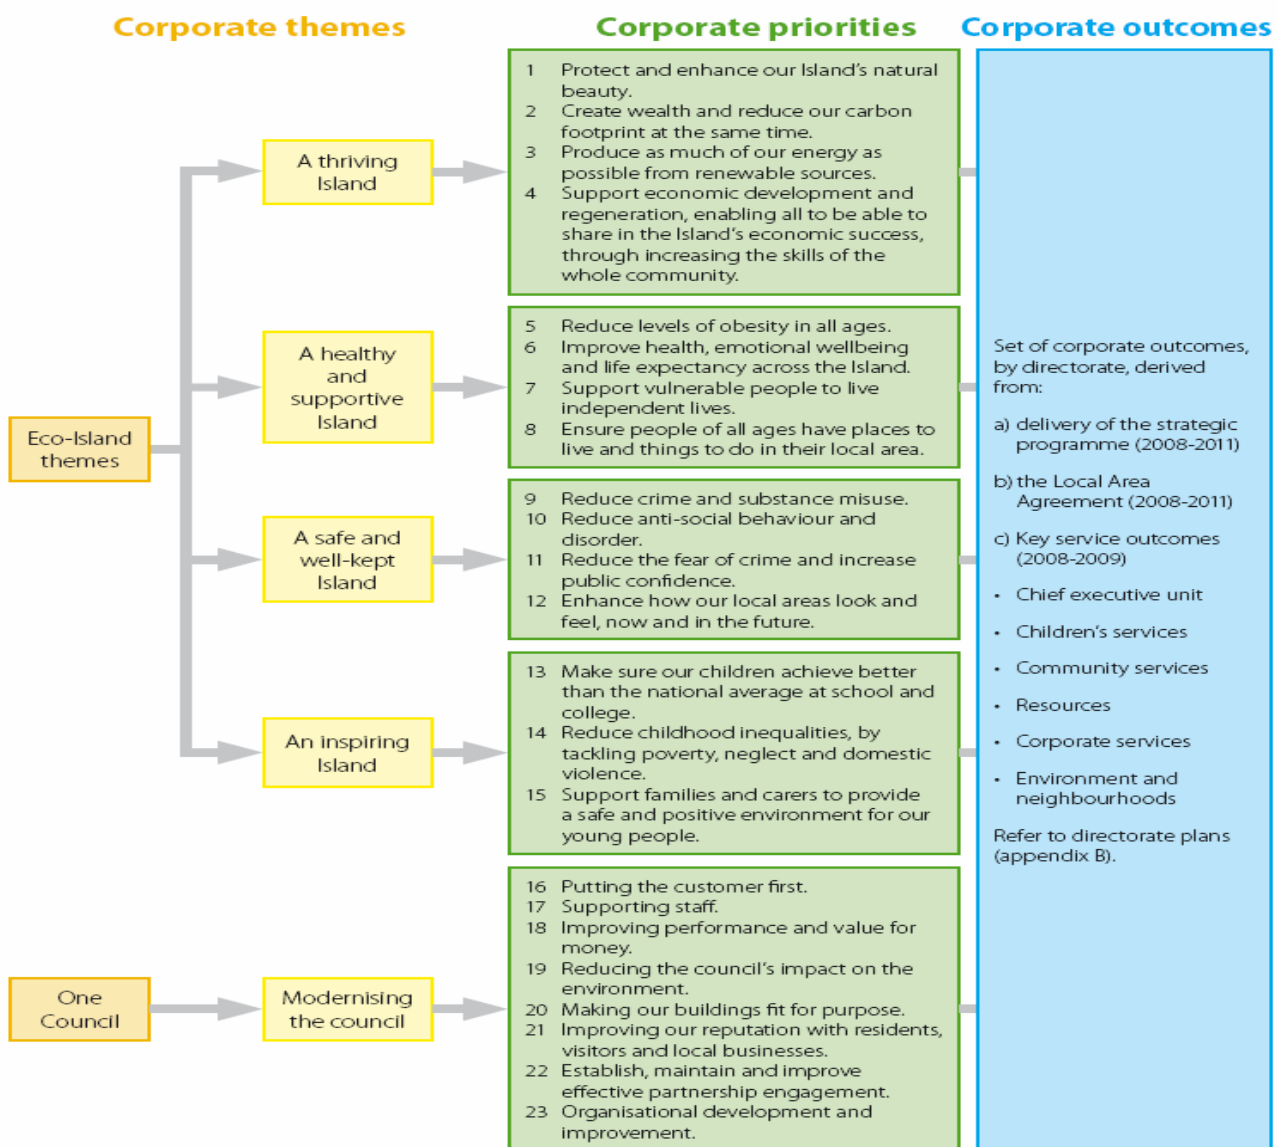 Corporate themes
Corporate priorities
Corporate outcomes
Eco-Island
themes
A thriving
Island
1 Protect and enhance our Island's natural
beauty.
2 Create wealth and reduce our carbon
footprint at the same time.
3 Produce as much of our energy as
possible from renewable sources.
4 Support economic development and
regeneration, enabling all to be able to
share in the Island's economic success,
through increasing the skills of the
whole community.
A healthy
and
supportive
Island
5 Reduce levels of obesity in all ages.
6 Improve health, emotional wellbeing
and life expectancy across the Island.
7 Support vulnerable people to live
independent lives.
8 Ensure people of all ages have places to
live and things to do in their local area.
A safe and
well-kept
Island
9 Reduce crime and substance misuse.
10 Reduce anti-social behaviour and
disorder.
11 Reduce the fear of crime and increase
public confidence.
12 Enhance how our local areas look and
feel, now and in the future.
An inspiring
Island
13 Make sure our children achieve better
than the national average at school and
college.
14 Reduce childhood inequalities, by
tackling poverty, neglect and domestic
violence.
15 Support families and carers to provide
a safe and positive environment for our
young people.
One
Council
Modernising
the council
16 Putting the customer first.
17 Supporting staff.
18 Improving performance and value for
money.
19 Reducing the council's impact on the
environment.
20 Making our buildings fit for purpose.
21 Improving our reputation with residents,
visitors and local businesses.
22 Establish, maintain and improve
effective partnership engagement.
23 Organisational development and
improvement.
Set of corporate outcomes,
by directorate, derived
from:
a) delivery of the strategic
programme (2008-2011)
b) the Local Area
Agreement (2008-2011)
c) Key service outcomes
(2008-2009)
• Chief executive unit
• Children's services
• Community services
• Resources
• Corporate services
• Environment and
neighbourhoods
Refer to directorate plans
(appendix B).